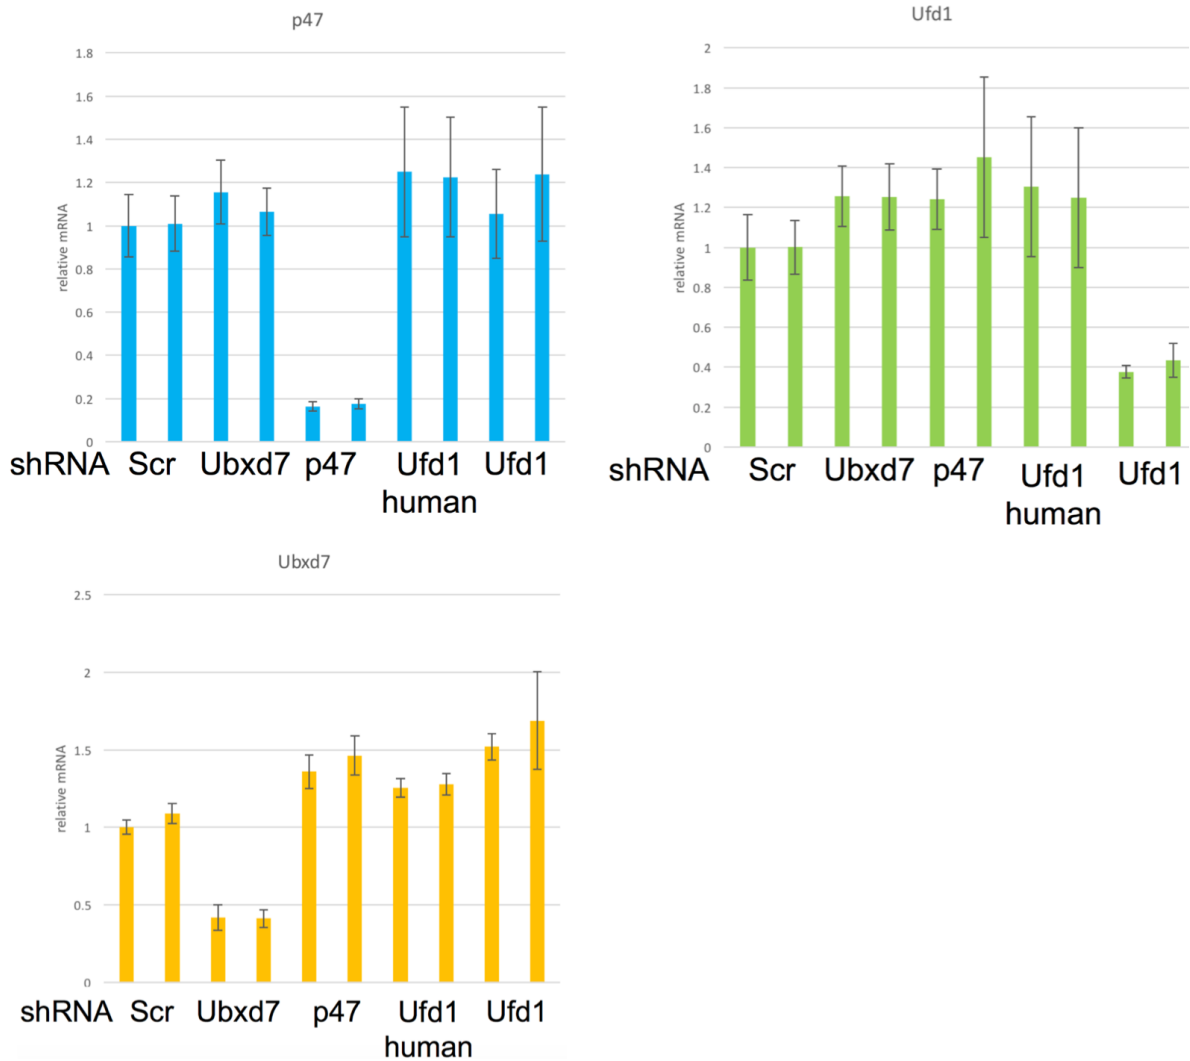 p47
1.8
1.6
1.4
1.2
1
0.8
0.6
0.4
0.2
0
relative mRNA
shRNA Scr Ubxd7 p47 Ufd1 Ufd1
human
Ufd1
2
1.8
1.6
1.4
1.2
1
0.8
0.6
0.4
0.2
0
relative mRNA
shRNA Scr Ubxd7 p47 Ufd1 Ufd1
human
Ubxd7
2.5
2
1.5
1
0.5
0
relative mRNA
shRNA Scr Ubxd7 p47 Ufd1 Ufd1
human